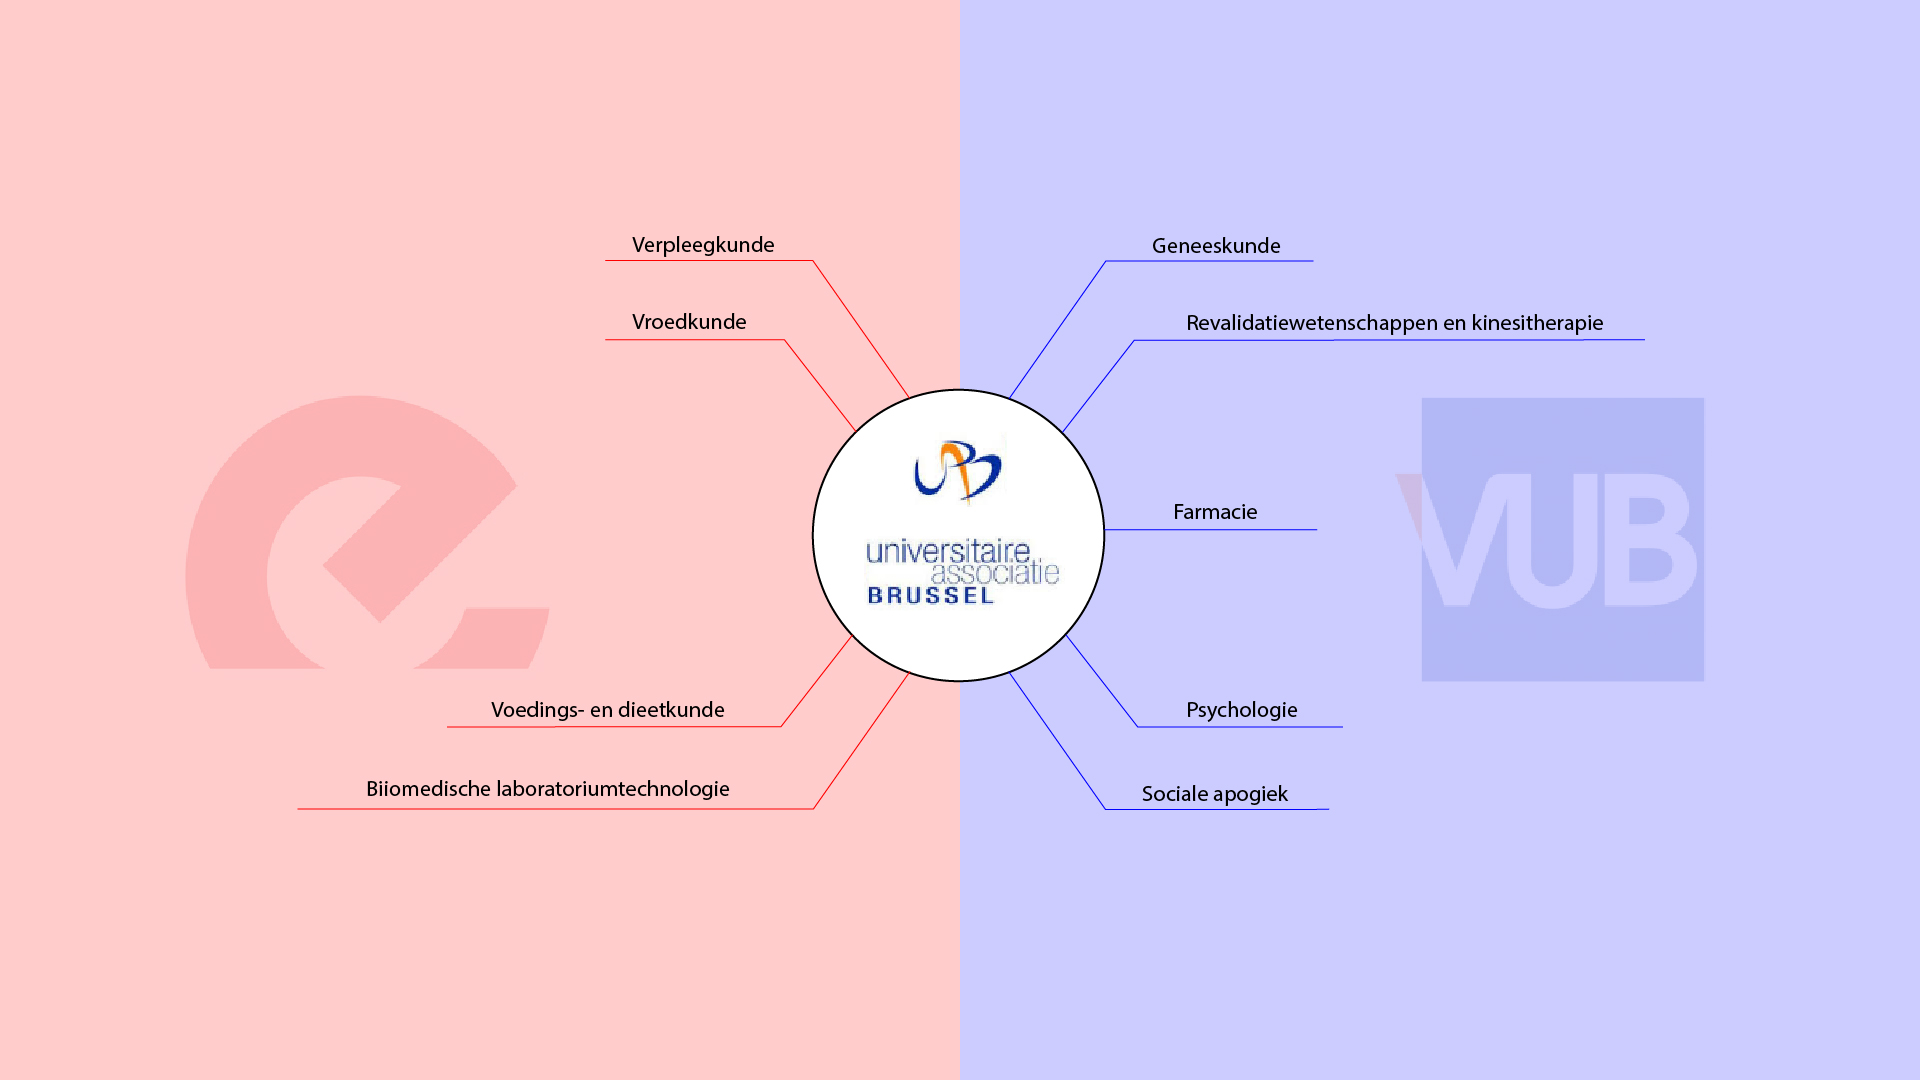 Verpleegkunde
Vroedkunde
Voedings- en dieetkunde
Biiomedische laboratoriumtechnologie
universitaire
associatie
BRUSSEL
Geneeskunde
Revalidatiewetenschappen en kinesitherapie
Farmacie
Psychologie
Sociale apogiek
VUB